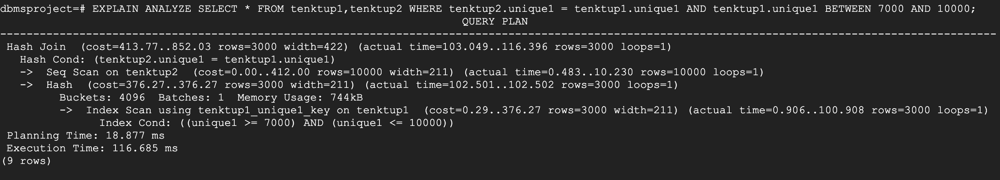 dbmsproject=# EXPLAIN ANALYZE SELECT * FROM tenktup1,tenktup2 WHERE tenktup2.unique1 = tenktup1.unique1 AND tenktup1.unique1 BETWEEN 7000 AND 10000;
QUERY PLAN
------------------------------------------------------------------------------------------------------------------------------------------------------
Hash Join  (cost=413.77..852.03 rows=3000 width=422) (actual time=103.049..116.396 rows=3000 loops=1)
Hash Cond: (tenktup2.unique1 = tenktup1.unique1)
->  Seq Scan on tenktup2  (cost=0.00..412.00 rows=10000 width=211) (actual time=0.483..10.230 rows=10000 loops=1)
->  Hash  (cost=376.27..376.27 rows=3000 width=211) (actual time=102.501..102.502 rows=3000 loops=1)
Buckets: 4096  Batches: 1  Memory Usage: 744kB
->  Index Scan using tenktup1_unique1_key on tenktup1  (cost=0.29..376.27 rows=3000 width=211) (actual time=0.906..100.908 rows=3000 loops=1)
Index Cond: ((unique1 >= 7000) AND (unique1 <= 10000))
Planning Time: 18.877 ms
Execution Time: 116.685 ms
(9 rows)